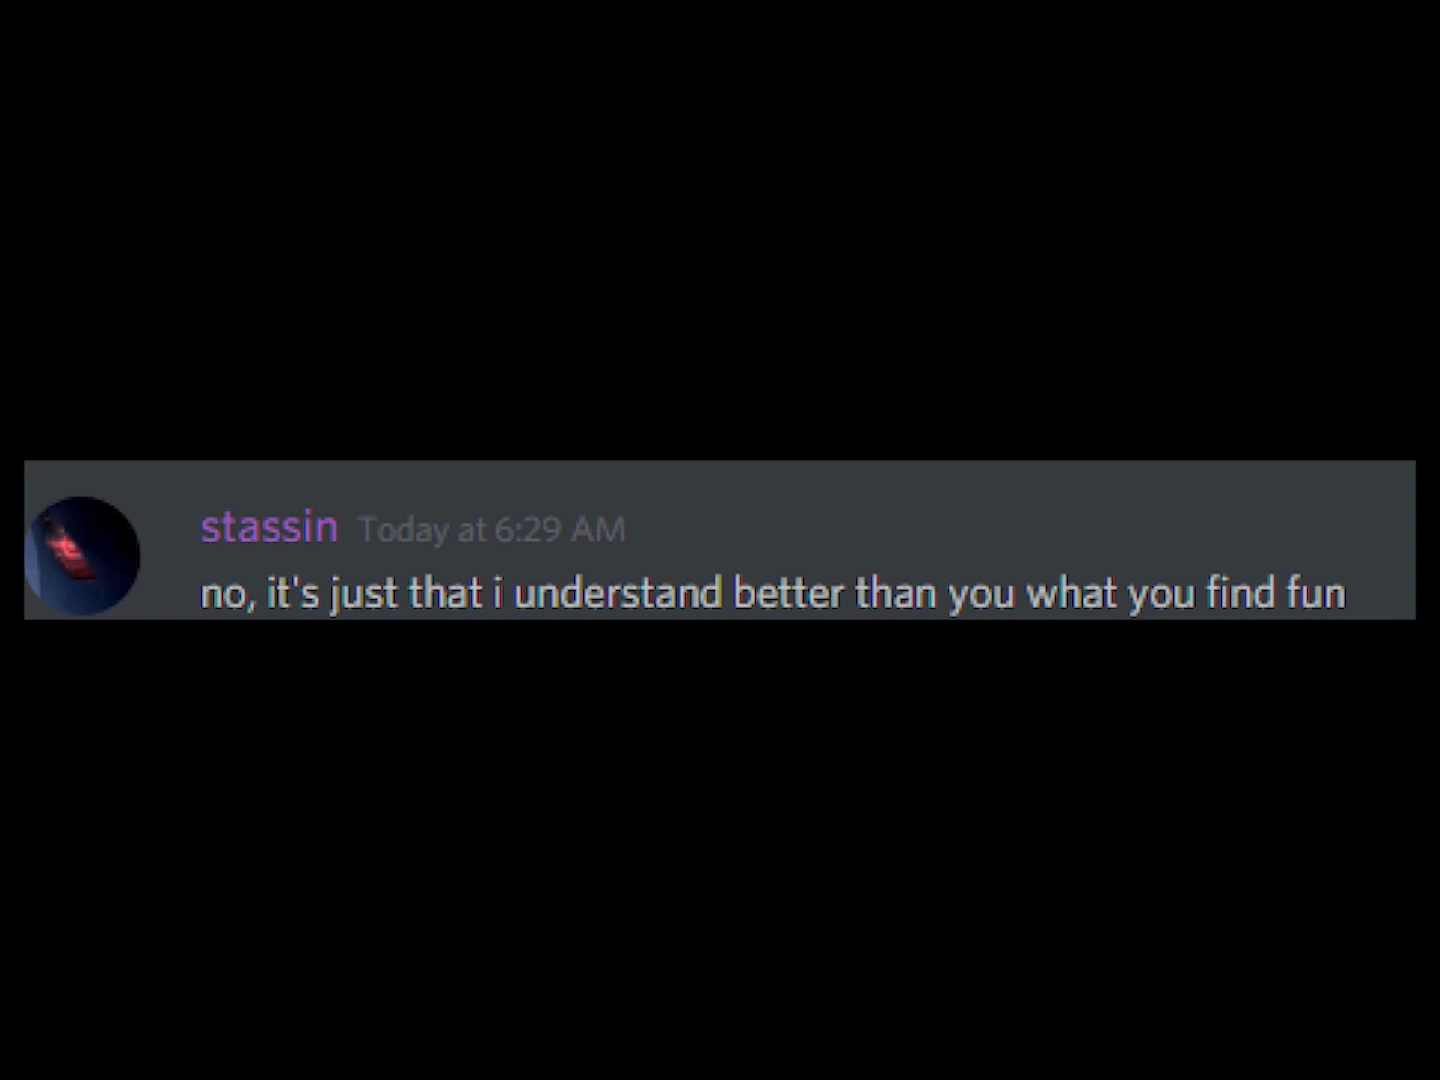 stassin Today at 6:29 AM
no, it's just that i understand better than you what you find fun